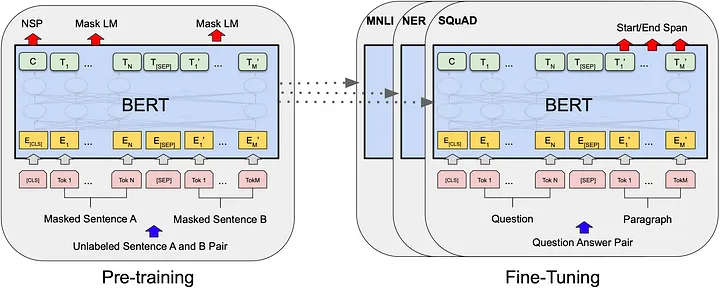 NSP Mask LM Mask LM
C T1 ... TN T[SEP] T1' ... TM'
BERT
E[CLS] E1 ... EN E[SEP] E1' ... EM'
[CLS] Tok 1 ... Tok N [SEP] Tok 1 ... TokM
Masked Sentence A Masked Sentence B
Unlabeled Sentence A and B Pair
Pre-training
MNLI NER SQuAD
Start/End Span
C T1 ... TN T[SEP] T1' ... TM'
BERT
E[CLS] E1 ... EN E[SEP] E1' ... EM'
[CLS] Tok 1 ... Tok N [SEP] Tok 1 ... TokM
Question Paragraph
Question Answer Pair
Fine-Tuning